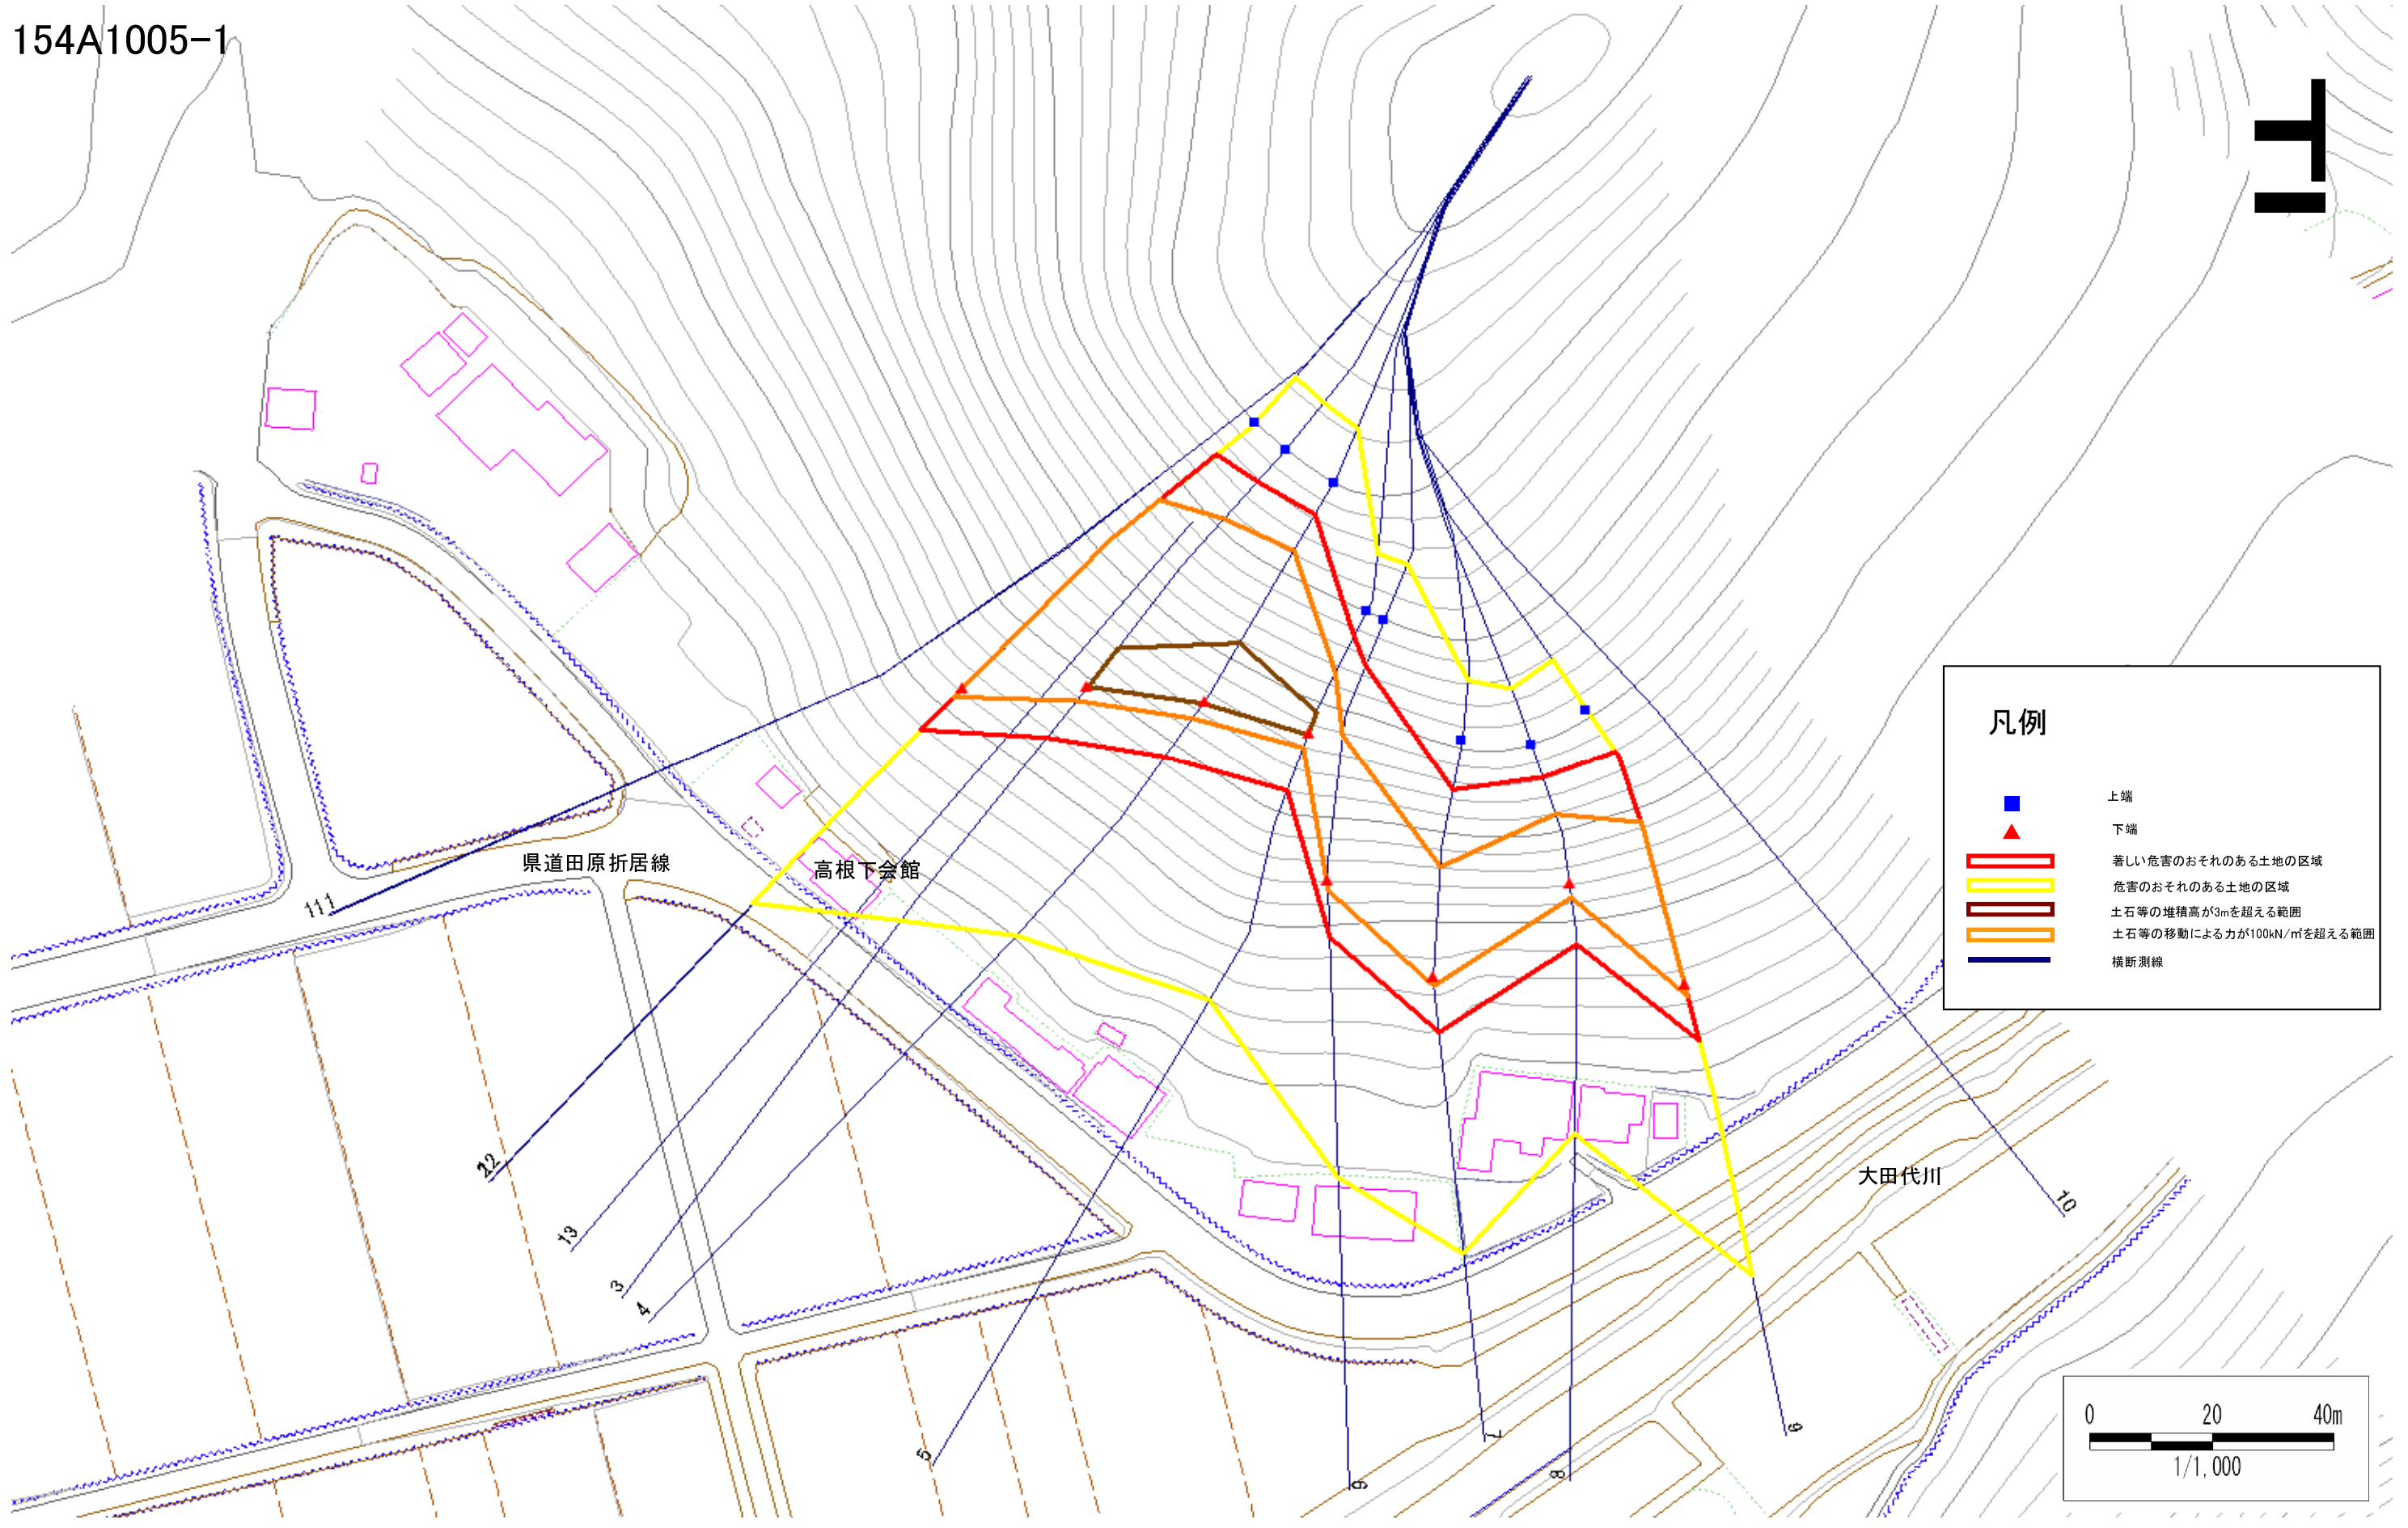 154A1005-1
凡例
上端
下端
著しい危害のおそれのある土地の区域
危害のおそれのある土地の区域
土石等の堆積高が3mを超える範囲
土石等の移動による力が100kN/㎡を超える範囲
横断測線
県道田原折居線
高根下会館
大田代川
10
13
3
4
5
6
7
8
9
0 20 40m
1/1,000